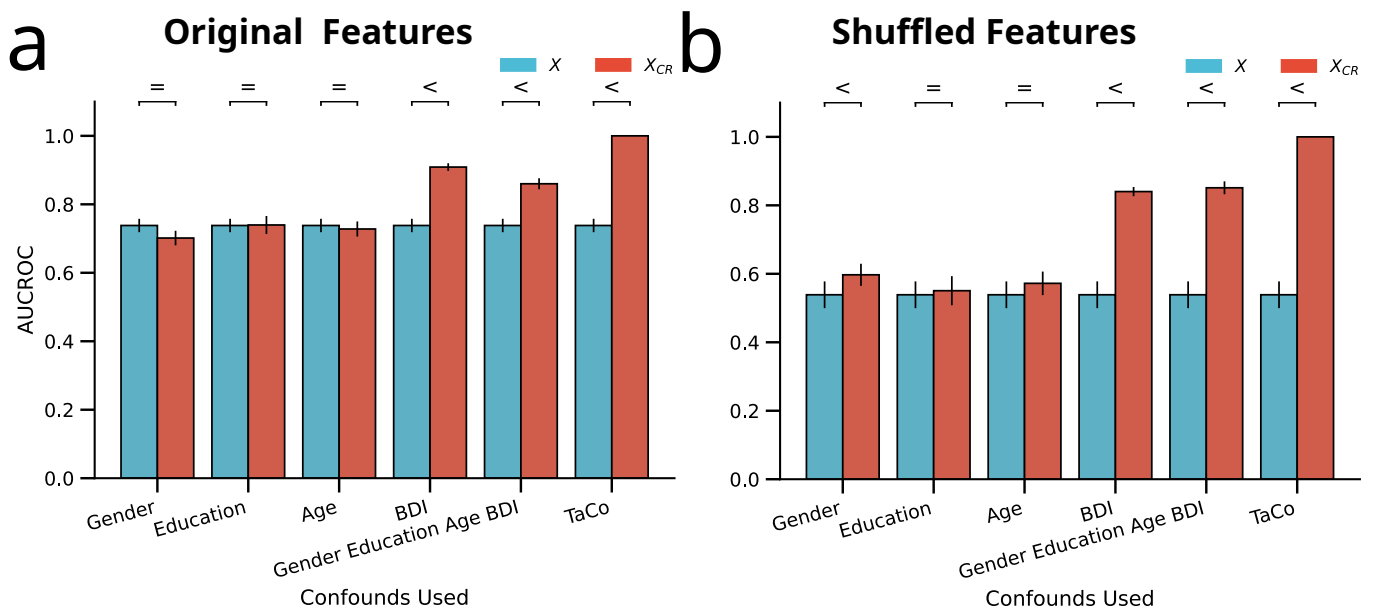 a
Original  Features
X
X_CR
= = = < < <
AUCROC
1.0
0.8
0.6
0.4
0.2
0.0
Gender
Education
Age
BDI
Gender Education Age BDI
TaCo
Confounds Used
b
Shuffled Features
X
X_CR
< = = < < <
1.0
0.8
0.6
0.4
0.2
0.0
Gender
Education
Age
BDI
Gender Education Age BDI
TaCo
Confounds Used